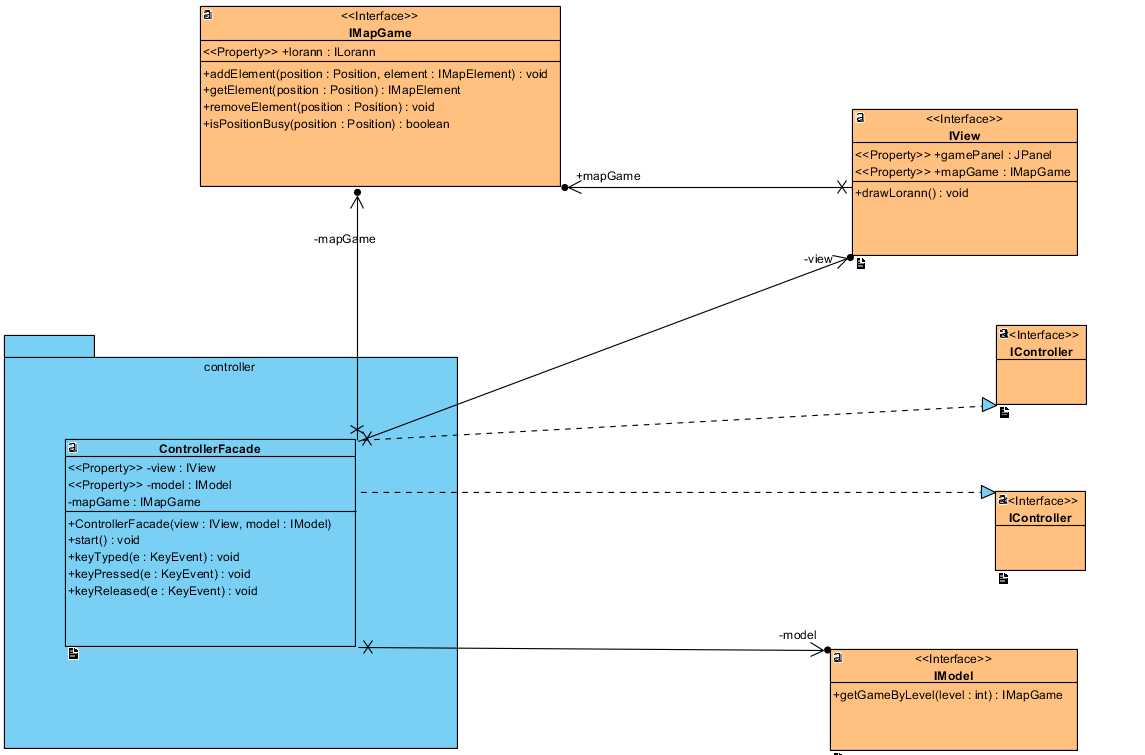 <<Interface>>
IMapGame
<<Property>> +lorann : ILorann
+addElement(position : Position, element : IMapElement) : void
+getElement(position : Position) : IMapElement
+removeElement(position : Position) : void
+isPositionBusy(position : Position) : boolean
<<Interface>>
IView
<<Property>> +gamePanel : JPanel
<<Property>> +mapGame : IMapGame
+drawLorann() : void
+mapGame
-mapGame
-view
<<Interface>>
IController
controller
ControllerFacade
<<Property>> -view : IView
<<Property>> -model : IModel
-mapGame : IMapGame
+ControllerFacade(view : IView, model : IModel)
+start() : void
+keyTyped(e : KeyEvent) : void
+keyPressed(e : KeyEvent) : void
+keyReleased(e : KeyEvent) : void
<<Interface>>
IController
-model
<<Interface>>
IModel
+getGameByLevel(level : int) : IMapGame